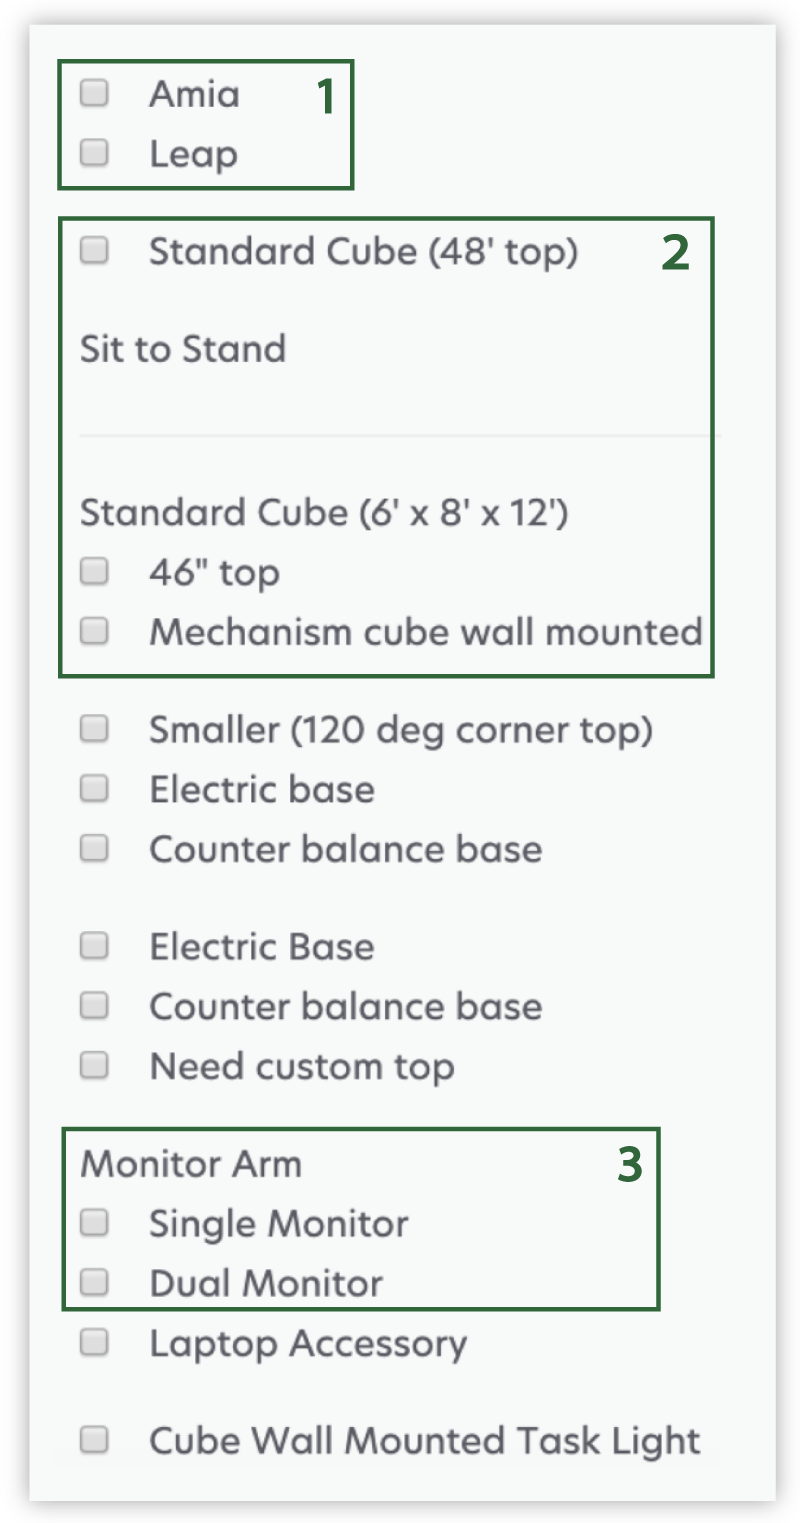 Amia 1
Leap
Standard Cube (48' top) 2
Sit to Stand
Standard Cube (6' x 8' x 12')
46" top
Mechanism cube wall mounted
Smaller (120 deg corner top)
Electric base
Counter balance base
Electric Base
Counter balance base
Need custom top
Monitor Arm 3
Single Monitor
Dual Monitor
Laptop Accessory
Cube Wall Mounted Task Light